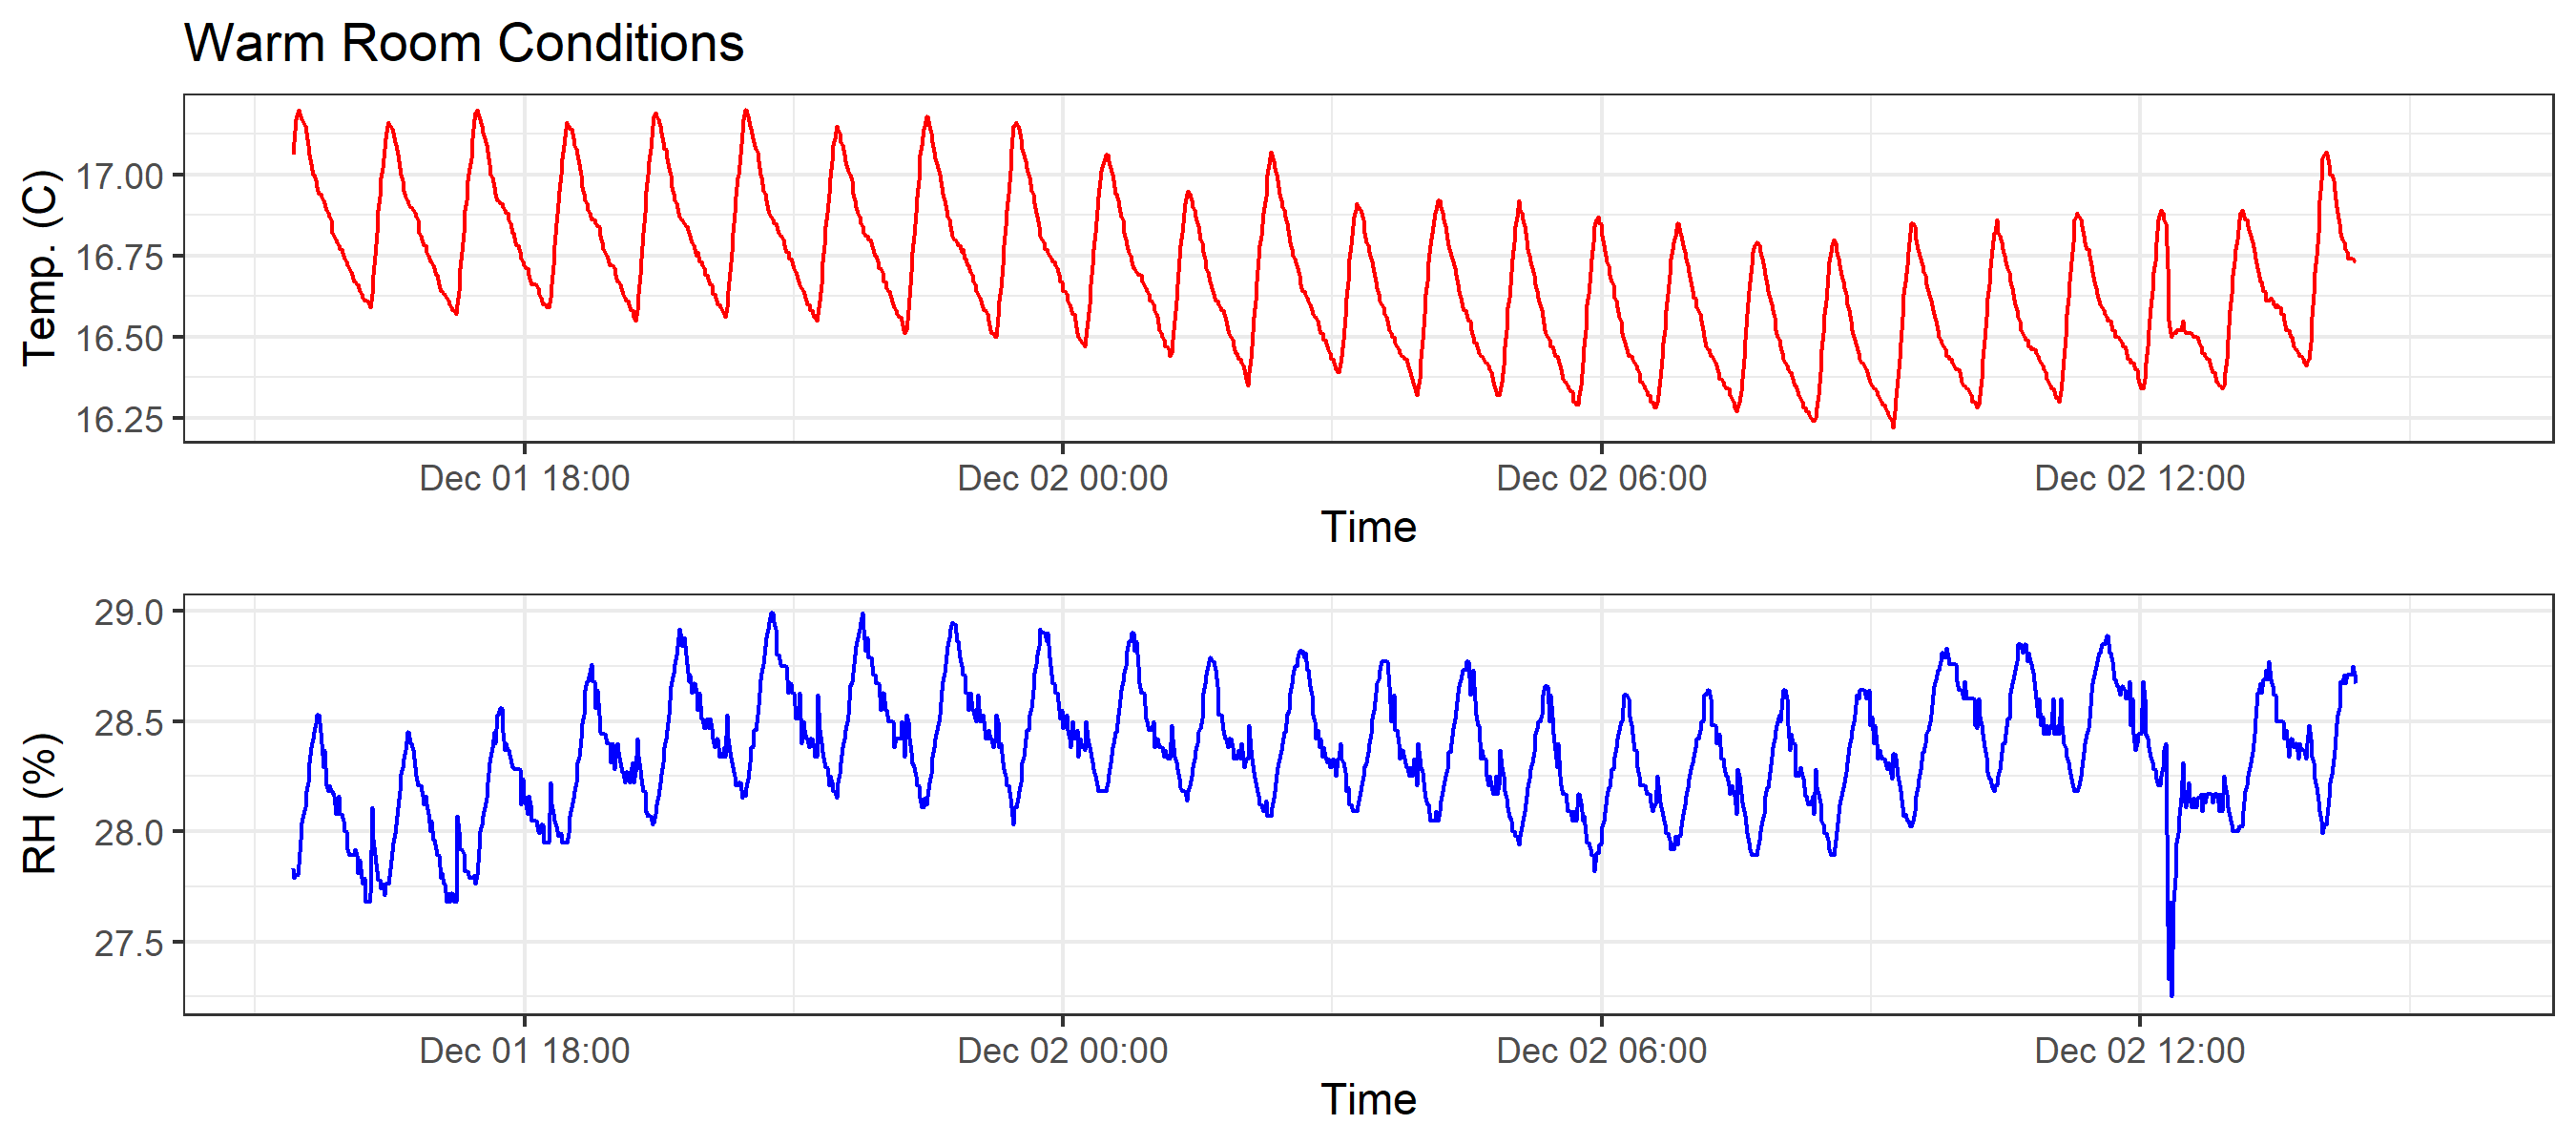 Warm Room Conditions
Temp. (C)
17.00
16.75
16.50
16.25
Dec 01 18:00 Dec 02 00:00 Dec 02 06:00 Dec 02 12:00
Time
RH (%)
29.0
28.5
28.0
27.5
Dec 01 18:00 Dec 02 00:00 Dec 02 06:00 Dec 02 12:00
Time